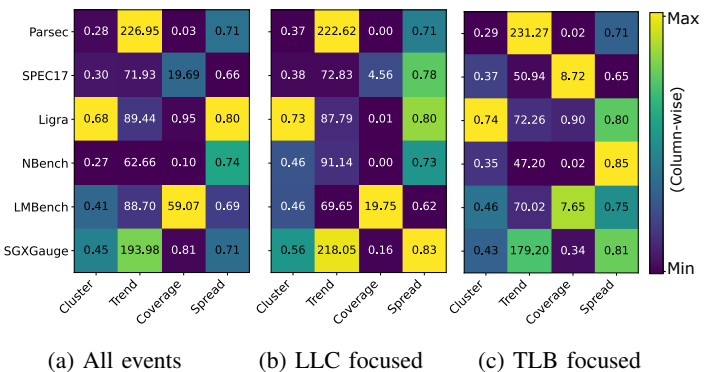 Parsec 0.28 226.95 0.03 0.71 0.37 222.62 0.00 0.71 0.29 231.27 0.02 0.71 Max
SPEC17 0.30 71.93 19.69 0.66 0.38 72.83 4.56 0.78 0.37 50.94 8.72 0.65
Ligra 0.68 89.44 0.95 0.80 0.73 87.79 0.01 0.80 0.74 72.26 0.90 0.80
(Column-wise)
NBench 0.27 62.66 0.10 0.74 0.46 91.14 0.00 0.73 0.35 47.20 0.02 0.85
LMBench 0.41 88.70 59.07 0.69 0.46 69.65 19.75 0.62 0.46 70.02 7.65 0.75
SGXGauge 0.45 193.98 0.81 0.71 0.56 218.05 0.16 0.83 0.43 179.20 0.34 0.81 Min
Cluster Trend Coverage Spread Cluster Trend Coverage Spread Cluster Trend Coverage Spread
(a) All events (b) LLC focused (c) TLB focused